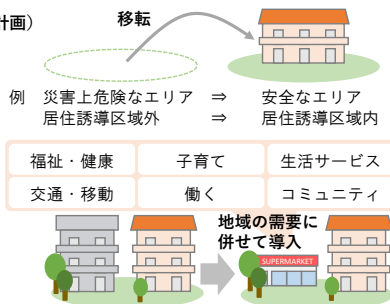 計画）
移転
例 災害上危険なエリア ⇒ 安全なエリア
居住誘導区域外 ⇒ 居住誘導区域内
福祉・健康 子育て 生活サービス
交通・移動 働く コミュニティ
地域の需要に
併せて導入
SUPERMARKET